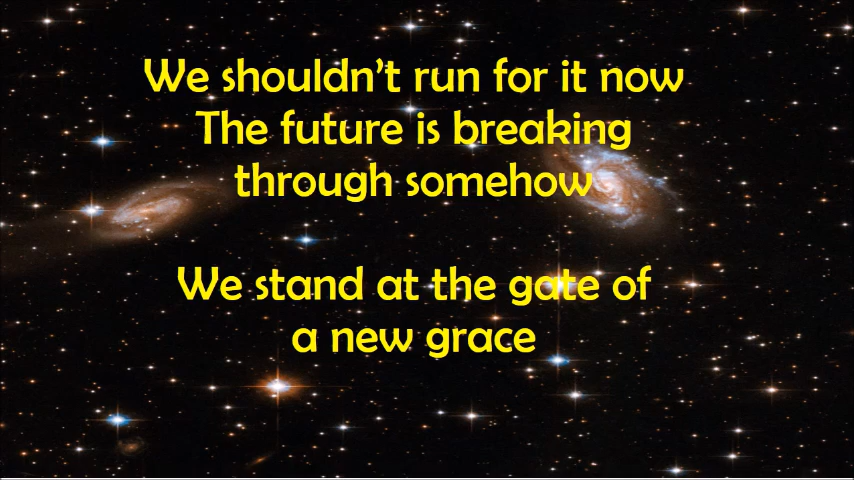 We shouldn’t run for it now
The future is breaking
through somehow
We stand at the gate of
a new grace